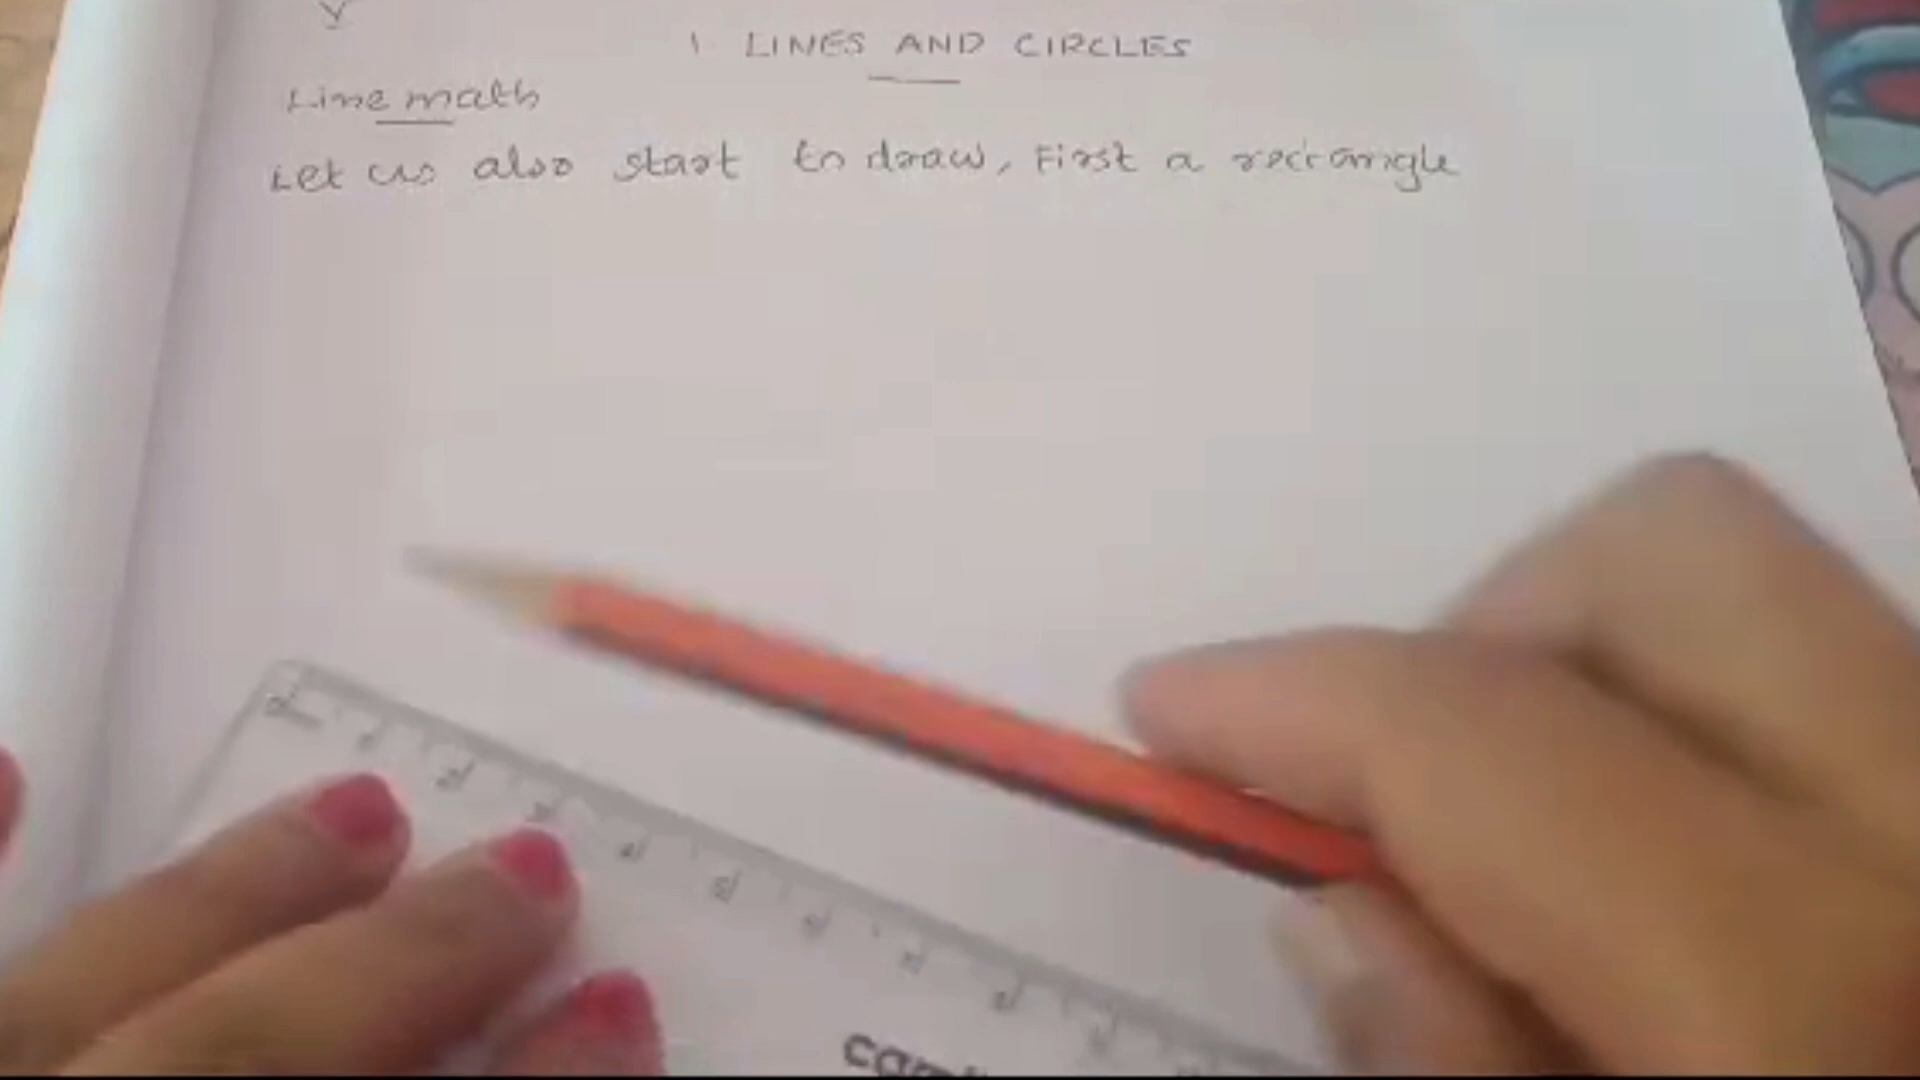 1 LINES AND CIRCLES
Line math
Let us also start to draw, First a rectangle